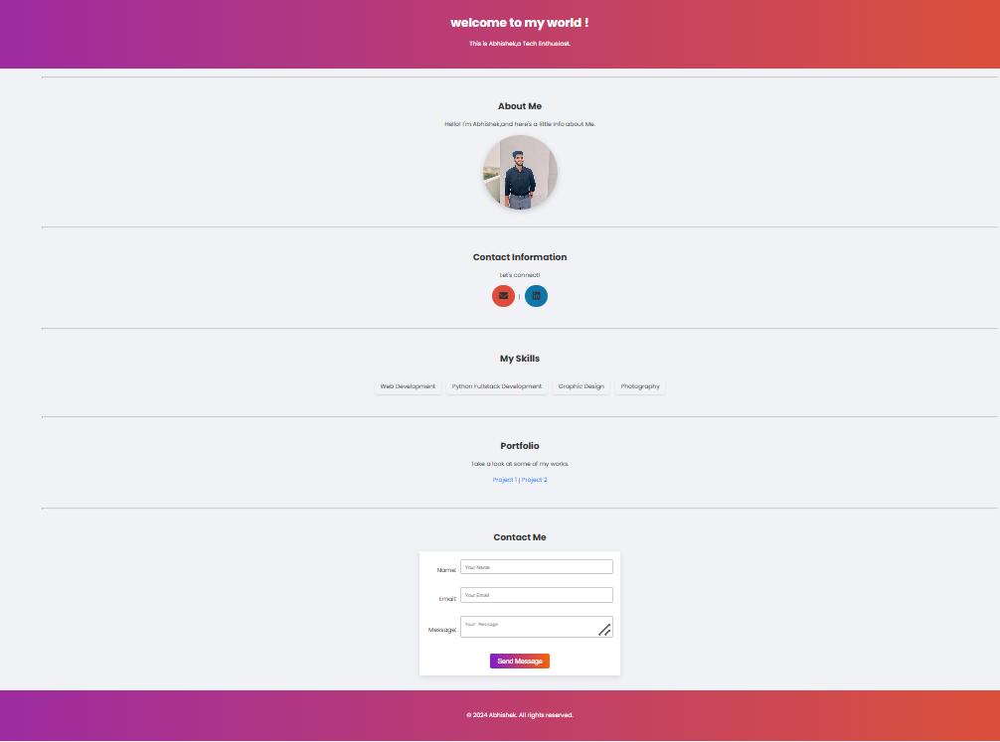 welcome to my world !
This is Abhishek,a Tech Enthusiast.
About Me
Hello! I'm Abhishek,and here's a little Info about Me.
Contact Information
Let's connect!
|
My Skills
Web Development Python Fullstack Development Graphic Design Photography
Portfolio
Take a look at some of my works.
Project 1 | Project 2
Contact Me
Name: Your Name
Email: Your Email
Message: Your Message
Send Message
© 2024 Abhishek. All rights reserved.